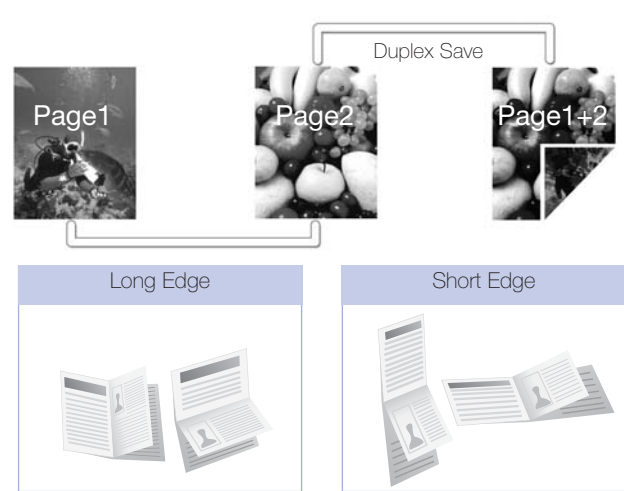 Duplex Save
Page1
Page2
Page1+2
Long Edge
Short Edge